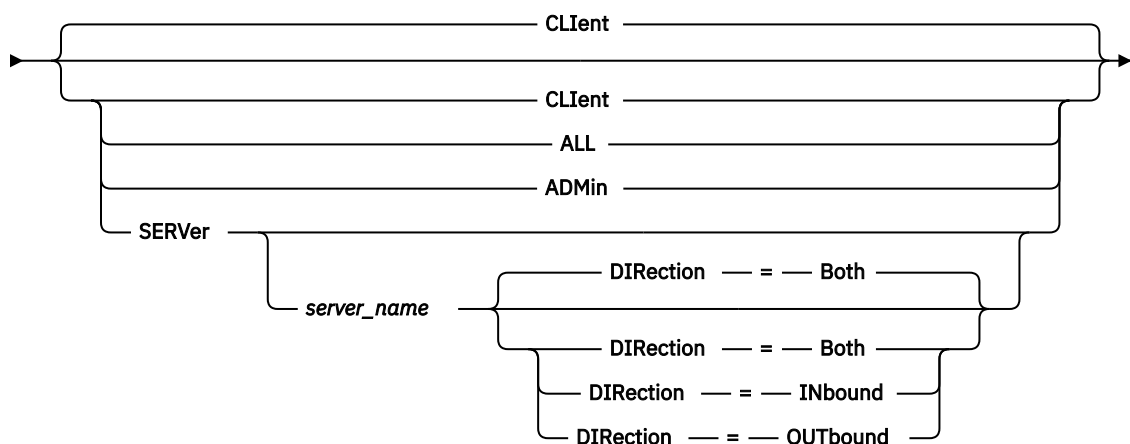 CLIent
CLIent
ALL
ADMin
SERVer
DIRection = Both
server_name
DIRection = Both
DIRection = INbound
DIRection = OUTbound